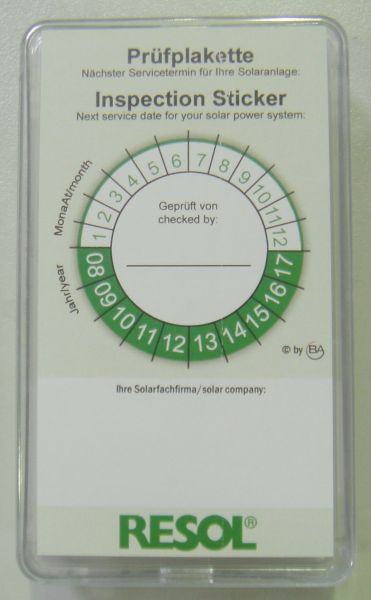 Prüfplakette
Nächster Servicetermin für Ihre Solaranlage:
Inspection Sticker
Next service date for your solar power system:
MonaAt/month
1 2 3 4 5 6 7 8 9 10 11 12
Geprüft von
checked by:
Jahr/year
08 09 10 11 12 13 14 15 16 17
© by BA
Ihre Solarfachfirma/solar company:
RESOL®